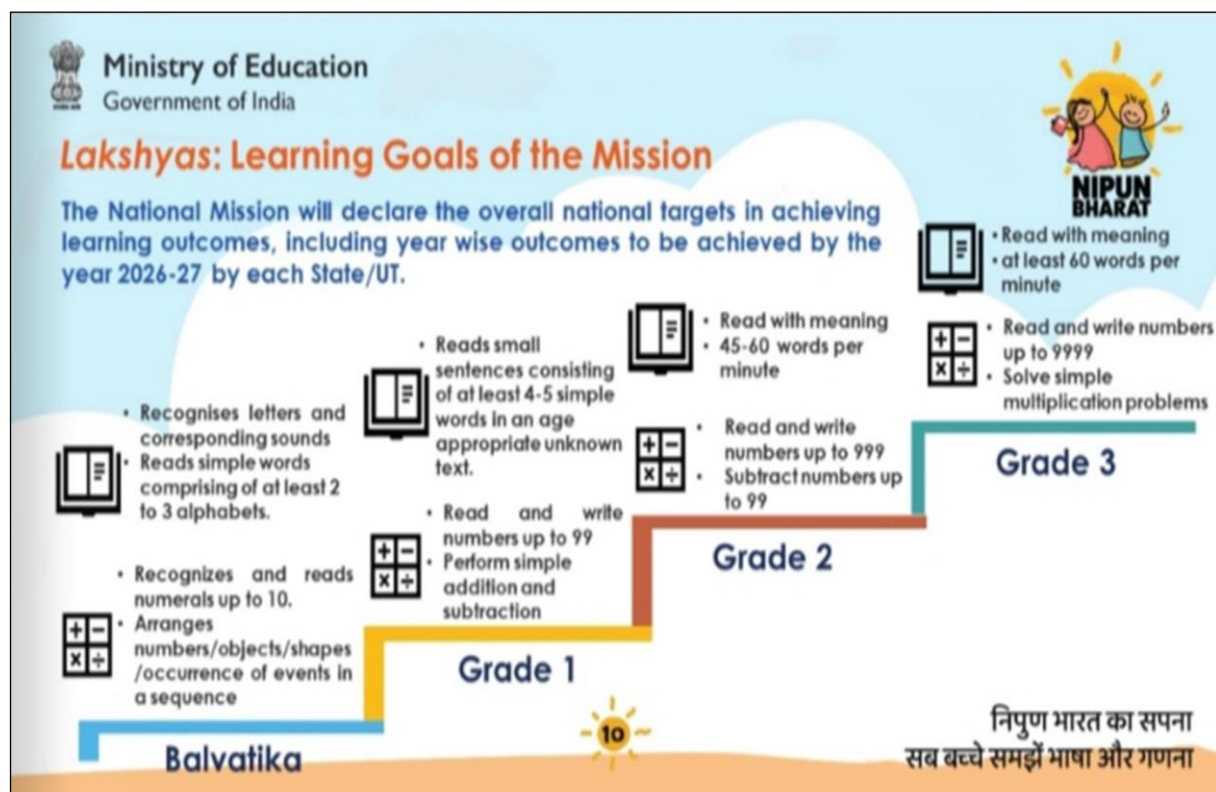 Ministry of Education
Government of India
Lakshyas: Learning Goals of the Mission
The National Mission will declare the overall national targets in achieving
learning outcomes, including year wise outcomes to be achieved by the
year 2026-27 by each State/UT.
NIPUN
BHARAT
• Recognises letters and
corresponding sounds
• Reads simple words
comprising of at least 2
to 3 alphabets.
• Recognizes and reads
numerals up to 10.
• Arranges
numbers/objects/shapes
/occurrence of events in
a sequence
Balvatika
• Reads small
sentences consisting
of at least 4-5 simple
words in an age
appropriate unknown
text.
• Read and write
numbers up to 99
• Perform simple
addition and
subtraction
Grade 1
• Read with meaning
• 45-60 words per
minute
• Read and write
numbers up to 999
• Subtract numbers up
to 99
Grade 2
• Read with meaning
• at least 60 words per
minute
• Read and write numbers
up to 9999
• Solve simple
multiplication problems
Grade 3
10
निपुण भारत का सपना
सब बच्चे समझें भाषा और गणना